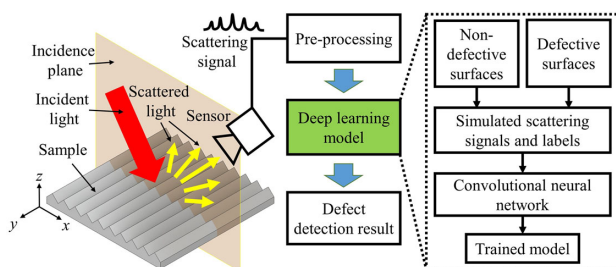 Incidence
plane
Incident
light
Sample
Scattered
light
Sensor
z
y
x
Scattering
signal
Pre-processing
Deep learning
model
Defect
detection result
Non-
defective
surfaces
Defective
surfaces
Simulated scattering
signals and labels
Convolutional neural
network
Trained model